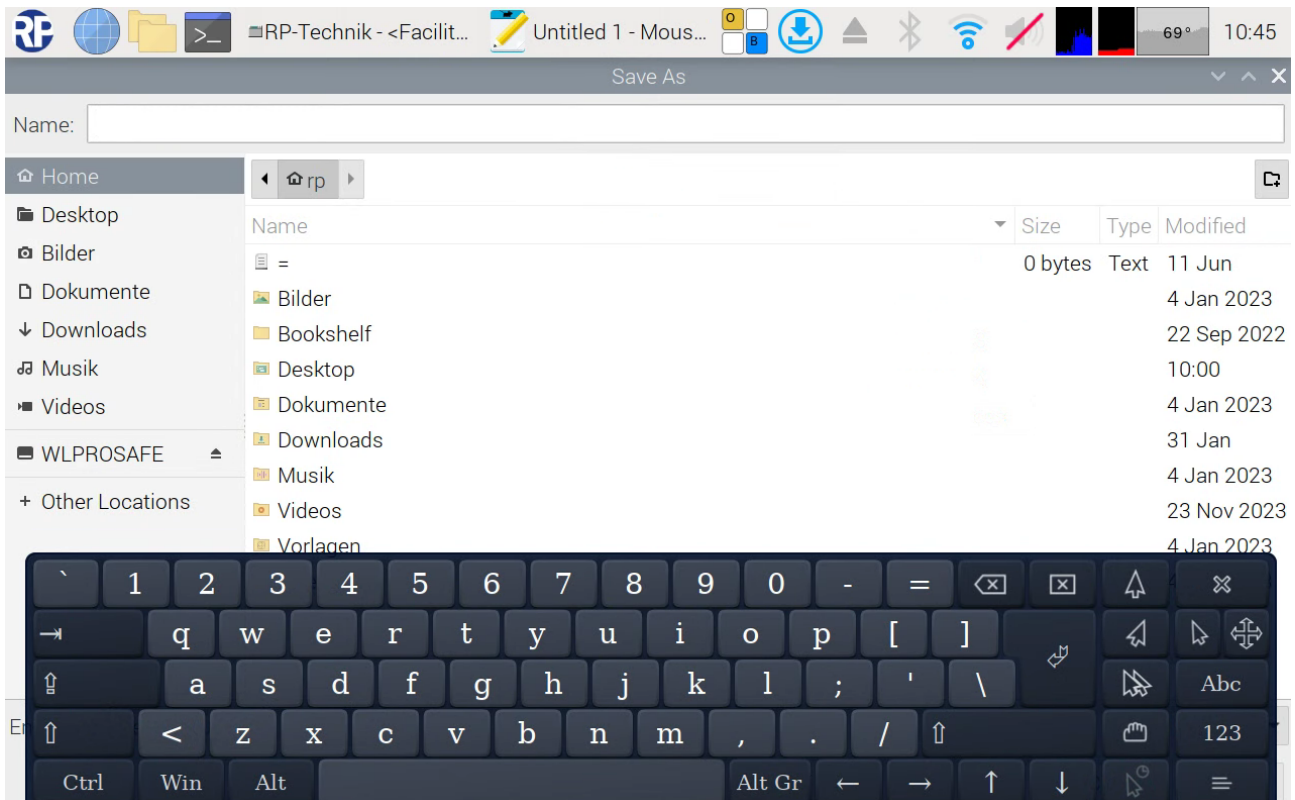 RP >_ RP-Technik - <Facilit... Untitled 1 - Mous... O B 69° 10:45
Save As
Name:
Home
rp
Desktop
Name Size Type Modified
Bilder
= 0 bytes Text 11 Jun
Dokumente
Bilder 4 Jan 2023
Downloads
Bookshelf 22 Sep 2022
Musik
Desktop 10:00
Videos
Dokumente 4 Jan 2023
WLPROSAFE
Downloads 31 Jan
Musik 4 Jan 2023
+ Other Locations
Videos 23 Nov 2023
Vorlagen 4 Jan 2023
` 1 2 3 4 5 6 7 8 9 0 - =
q w e r t y u i o p [ ]
a s d f g h j k l ; ' \ Abc
< z x c v b n m , . / 123
Ctrl Win Alt Alt Gr ← → ↑ ↓